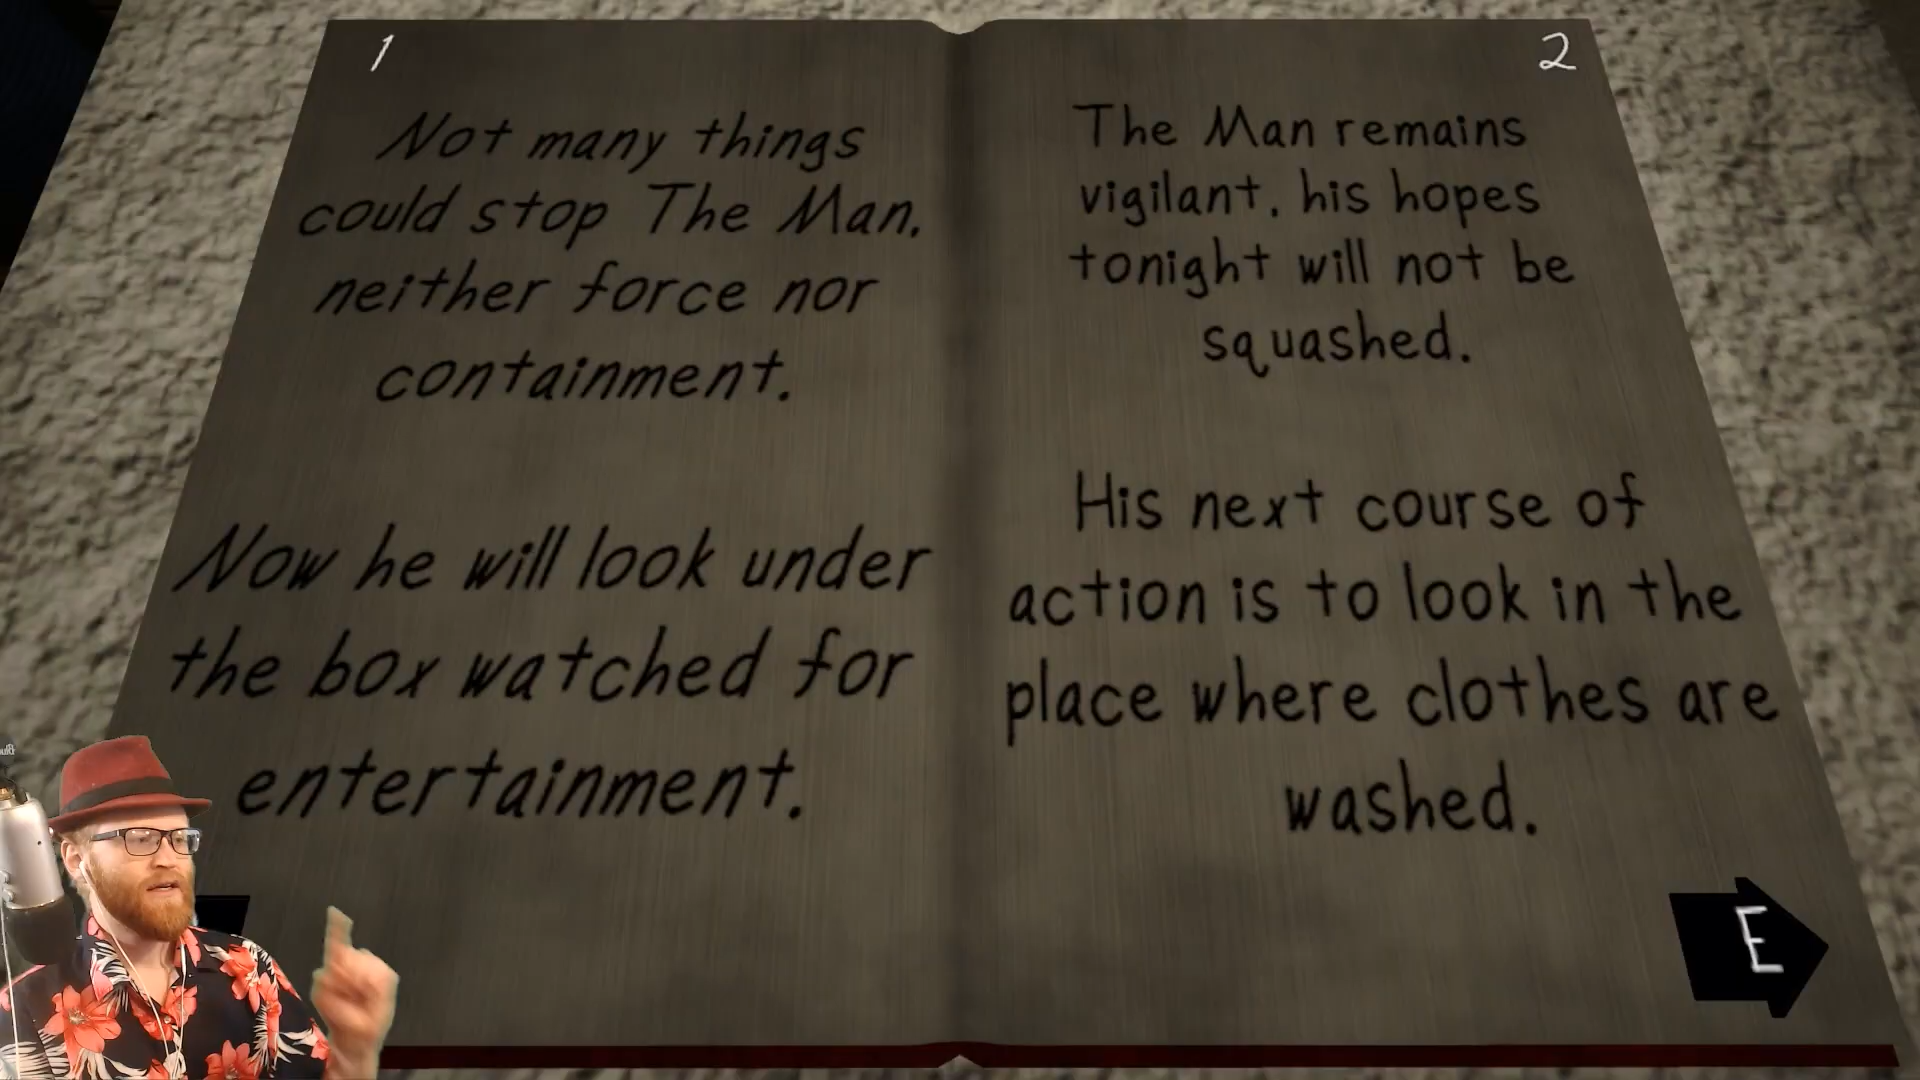 1
Not many things
could stop The Man,
neither force nor
containment.
Now he will look under
the box watched for
entertainment.
2
The Man remains
vigilant, his hopes
tonight will not be
squashed.
His next course of
action is to look in the
place where clothes are
washed.
E